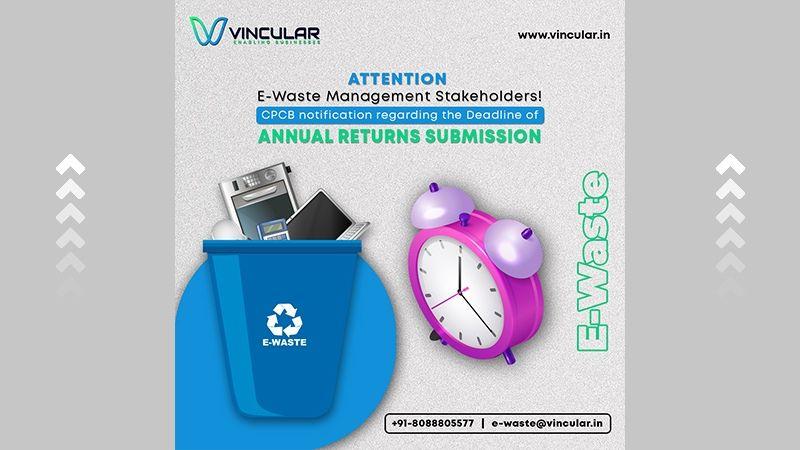 VINCULAR
ENABLING BUSINESSES
www.vincular.in
ATTENTION
E-Waste Management Stakeholders!
CPCB notification regarding the Deadline of
ANNUAL RETURNS SUBMISSION
E-Waste
E-WASTE
+91-8088805577 | e-waste@vincular.in